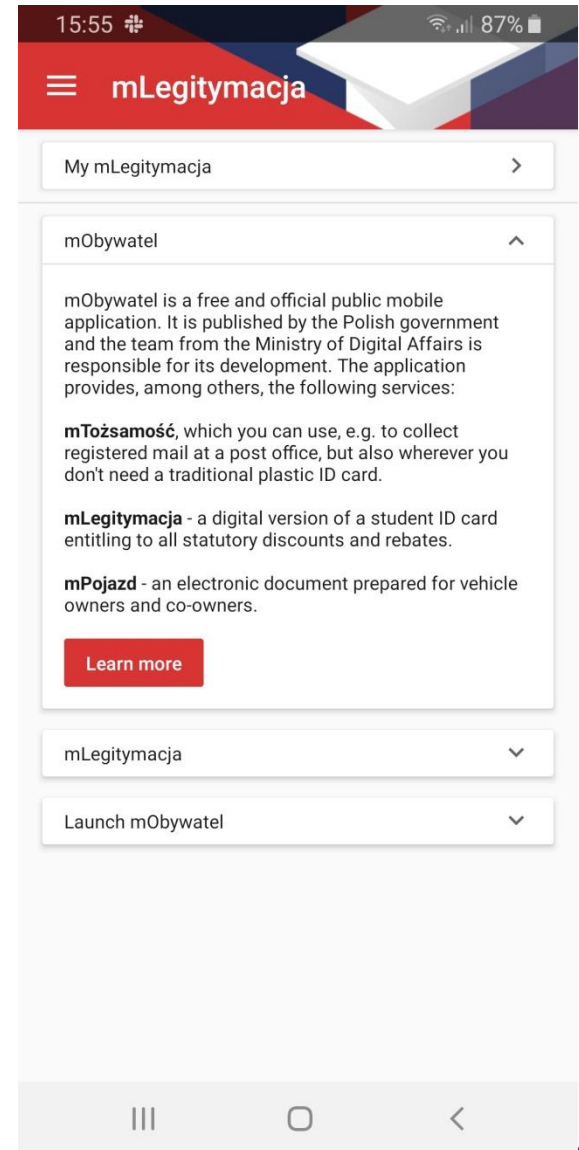 15:55 87%
mLegitymacja
My mLegitymacja
mObywatel
mObywatel is a free and official public mobile
application. It is published by the Polish government
and the team from the Ministry of Digital Affairs is
responsible for its development. The application
provides, among others, the following services:
mTożsamość, which you can use, e.g. to collect
registered mail at a post office, but also wherever you
don't need a traditional plastic ID card.
mLegitymacja - a digital version of a student ID card
entitling to all statutory discounts and rebates.
mPojazd - an electronic document prepared for vehicle
owners and co-owners.
Learn more
mLegitymacja
Launch mObywatel